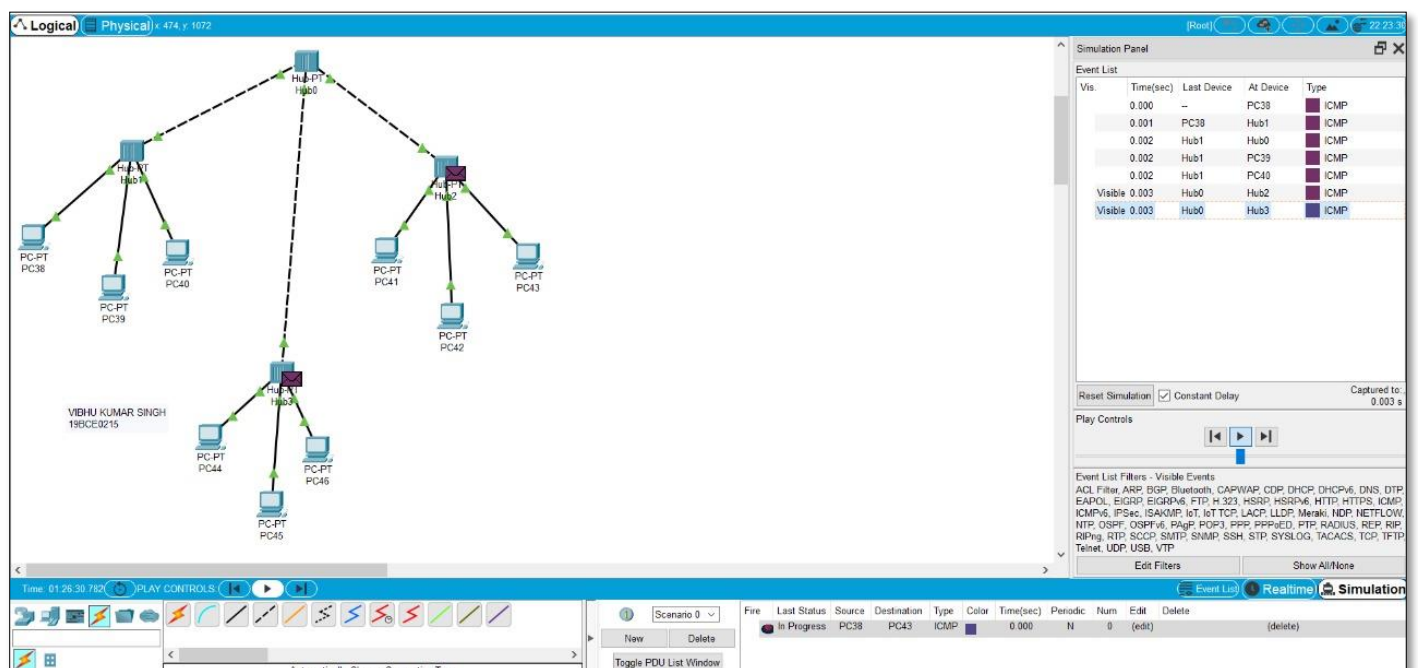 Logical Physical x: 474, y: 1072 [Root] 22:23:30
Hub-PT
Hub0
Hub-PT
Hub1
Hub-PT
Hub2
PC-PT
PC38
PC-PT
PC39
PC-PT
PC40
PC-PT
PC41
PC-PT
PC42
PC-PT
PC43
Hub3
VIBHU KUMAR SINGH
19BCE0215
PC-PT
PC44
PC-PT
PC45
PC-PT
PC46
Simulation Panel
Event List
Vis. Time(sec) Last Device At Device Type
0.000 -- PC38 ICMP
0.001 PC38 Hub1 ICMP
0.002 Hub1 Hub0 ICMP
0.002 Hub1 PC39 ICMP
0.002 Hub1 PC40 ICMP
Visible 0.003 Hub0 Hub2 ICMP
Visible 0.003 Hub0 Hub3 ICMP
Reset Simulation Constant Delay Captured to:
0.003 s
Play Controls
Event List Filters - Visible Events
ACL Filter, ARP, BGP, Bluetooth, CAPWAP, CDP, DHCP, DHCPv6, DNS, DTP,
EAPOL, EIGRP, EIGRPv6, FTP, H.323, HSRP, HSRPv6, HTTP, HTTPS, ICMP,
ICMPv6, IPSec, ISAKMP, IoT, IoT TCP, LACP, LLDP, Meraki, NDP, NETFLOW,
NTP, OSPF, OSPFv6, PAgP, POP3, PPP, PPPoED, PTP, RADIUS, REP, RIP,
RIPng, RTP, SCCP, SMTP, SNMP, SSH, STP, SYSLOG, TACACS, TCP, TFTP,
Telnet, UDP, USB, VTP
Edit Filters Show All/None
Time: 01:26:30.782 PLAY CONTROLS: Event List Realtime Simulation
Scenario 0
New Delete
Toggle PDU List Window
Fire Last Status Source Destination Type Color Time(sec) Periodic Num Edit Delete
In Progress PC38 PC43 ICMP 0.000 N 0 (edit) (delete)